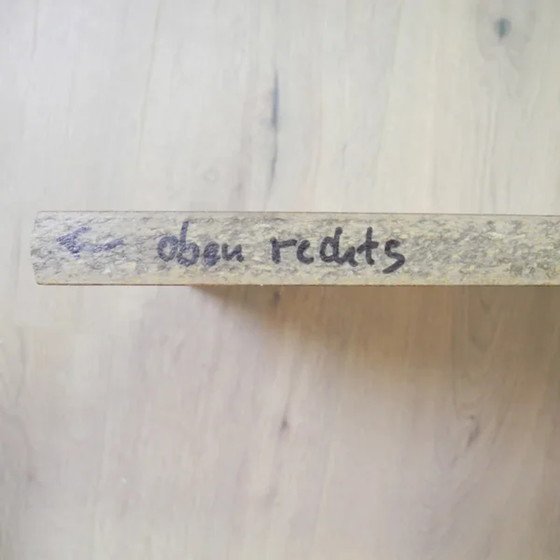 ← oben rechts